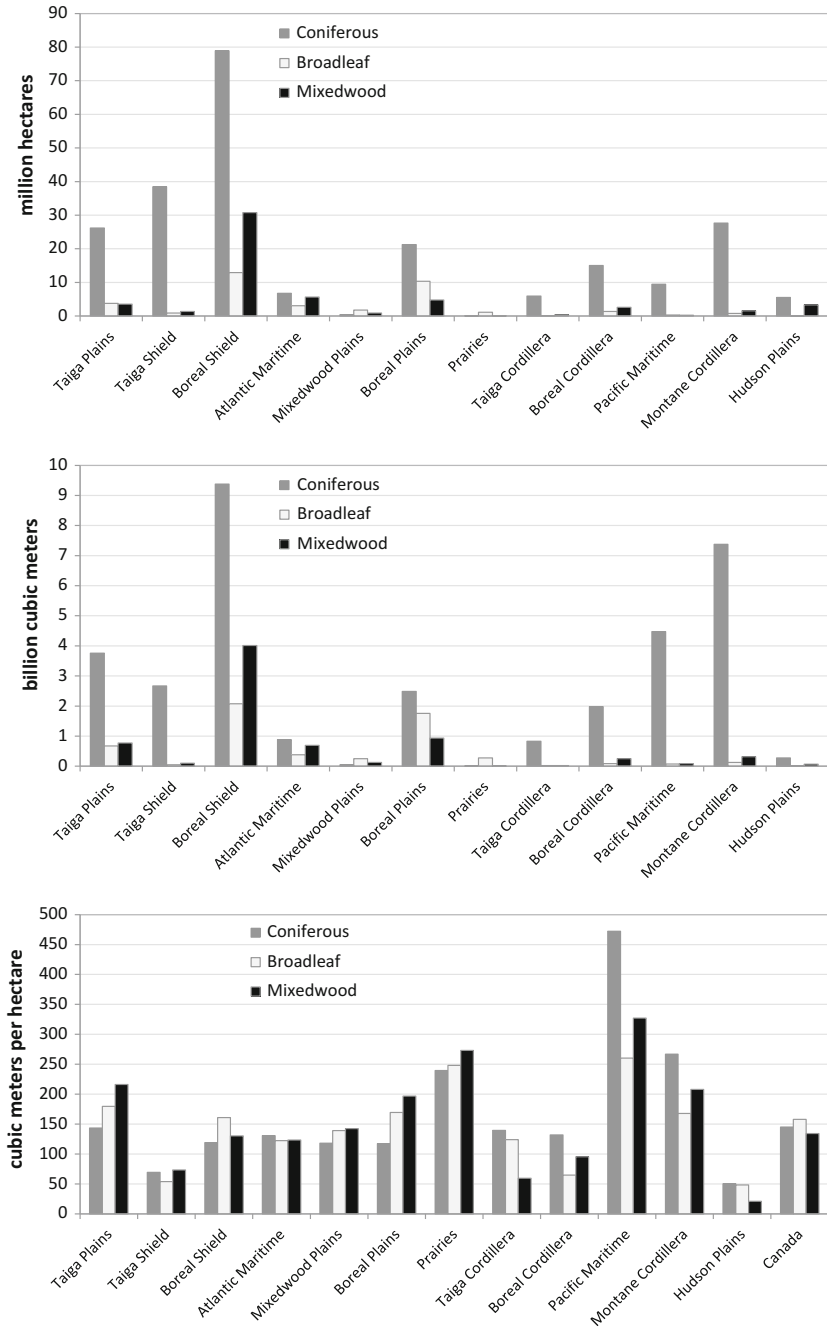 million hectares
90
80
70
60
50
40
30
20
10
0
Coniferous
Broadleaf
Mixedwood
Taiga Plains
Taiga Shield
Boreal Shield
Atlantic Maritime
Mixedwood Plains
Boreal Plains
Prairies
Taiga Cordillera
Boreal Cordillera
Pacific Maritime
Montane Cordillera
Hudson Plains
billion cubic meters
10
9
8
7
6
5
4
3
2
1
0
Coniferous
Broadleaf
Mixedwood
Taiga Plains
Taiga Shield
Boreal Shield
Atlantic Maritime
Mixedwood Plains
Boreal Plains
Prairies
Taiga Cordillera
Boreal Cordillera
Pacific Maritime
Montane Cordillera
Hudson Plains
cubic meters per hectare
500
450
400
350
300
250
200
150
100
50
0
Coniferous
Broadleaf
Mixedwood
Taiga Plains
Taiga Shield
Boreal Shield
Atlantic Maritime
Mixedwood Plains
Boreal Plains
Prairies
Taiga Cordillera
Boreal Cordillera
Pacific Maritime
Montane Cordillera
Hudson Plains
Canada